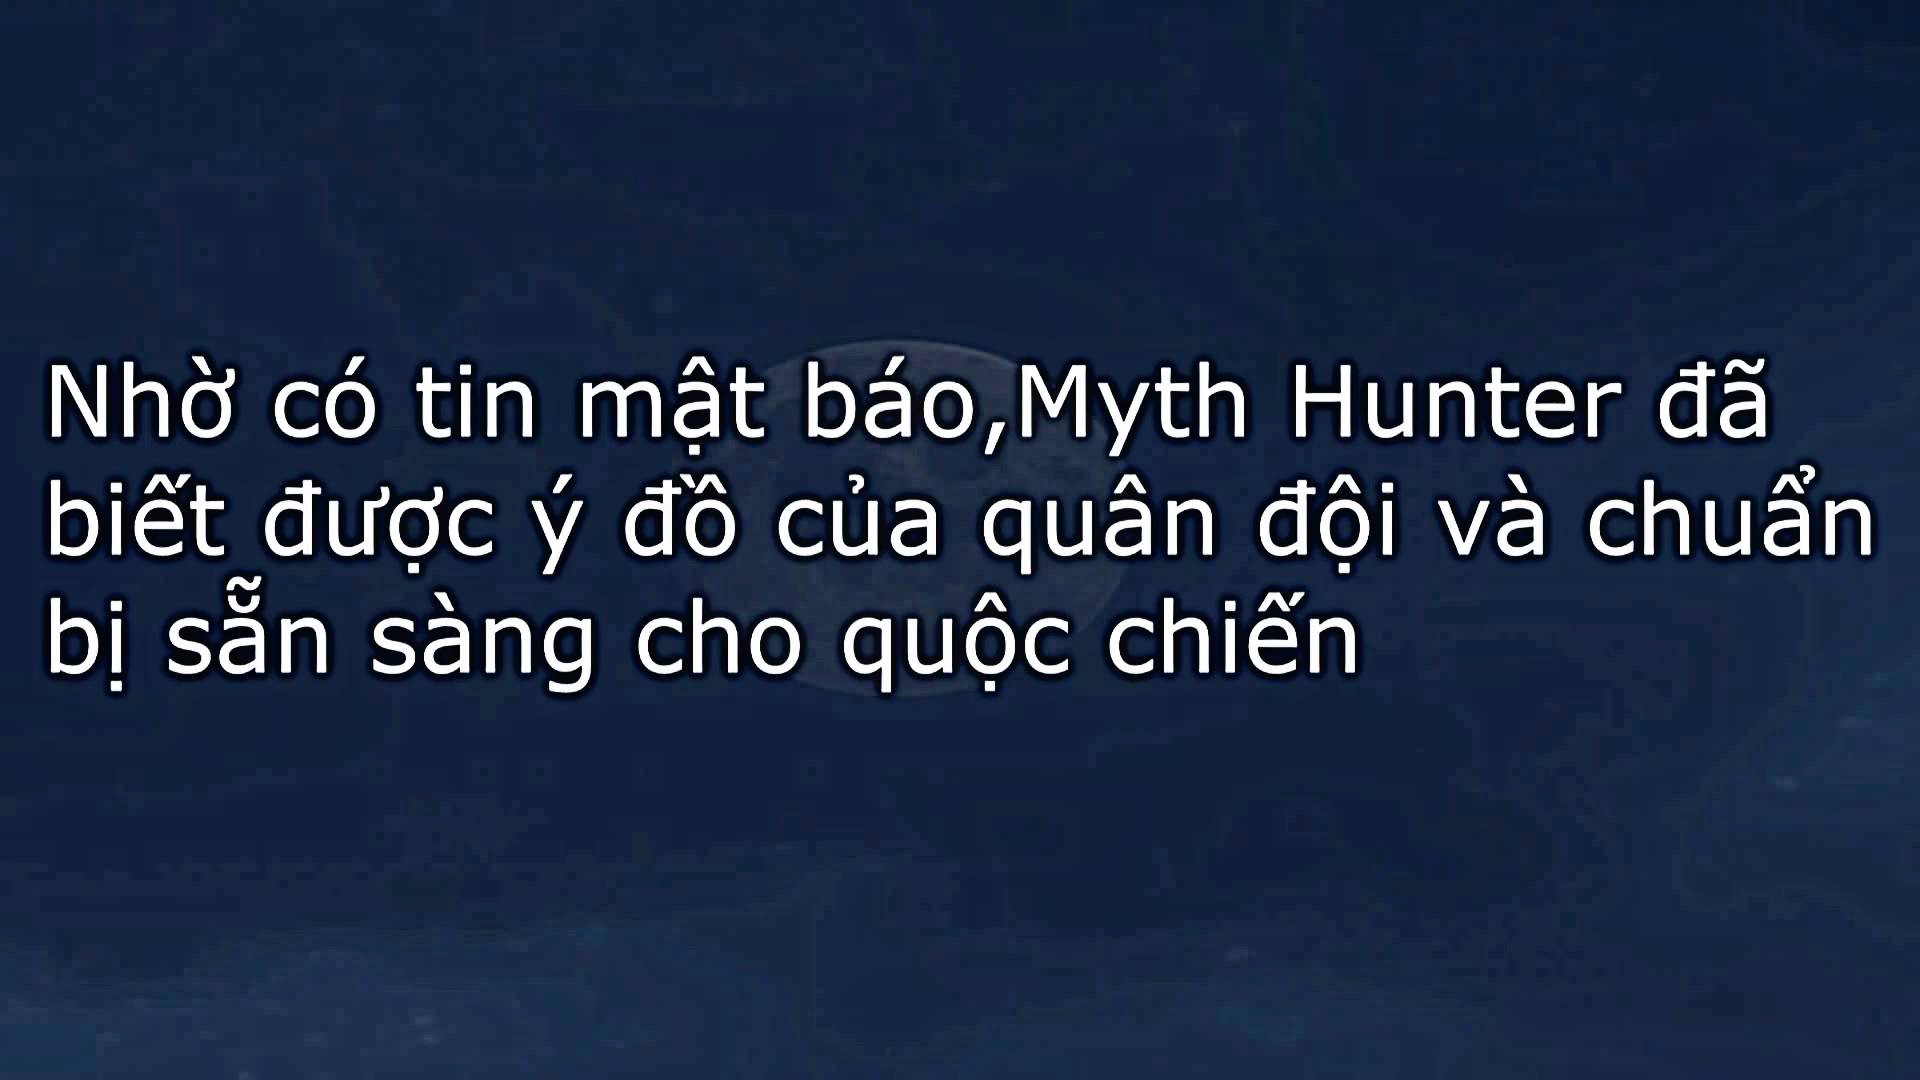 Nhờ có tin mật báo,Myth Hunter đã
biết được ý đồ của quân đội và chuẩn
bị sẵn sàng cho quộc chiến